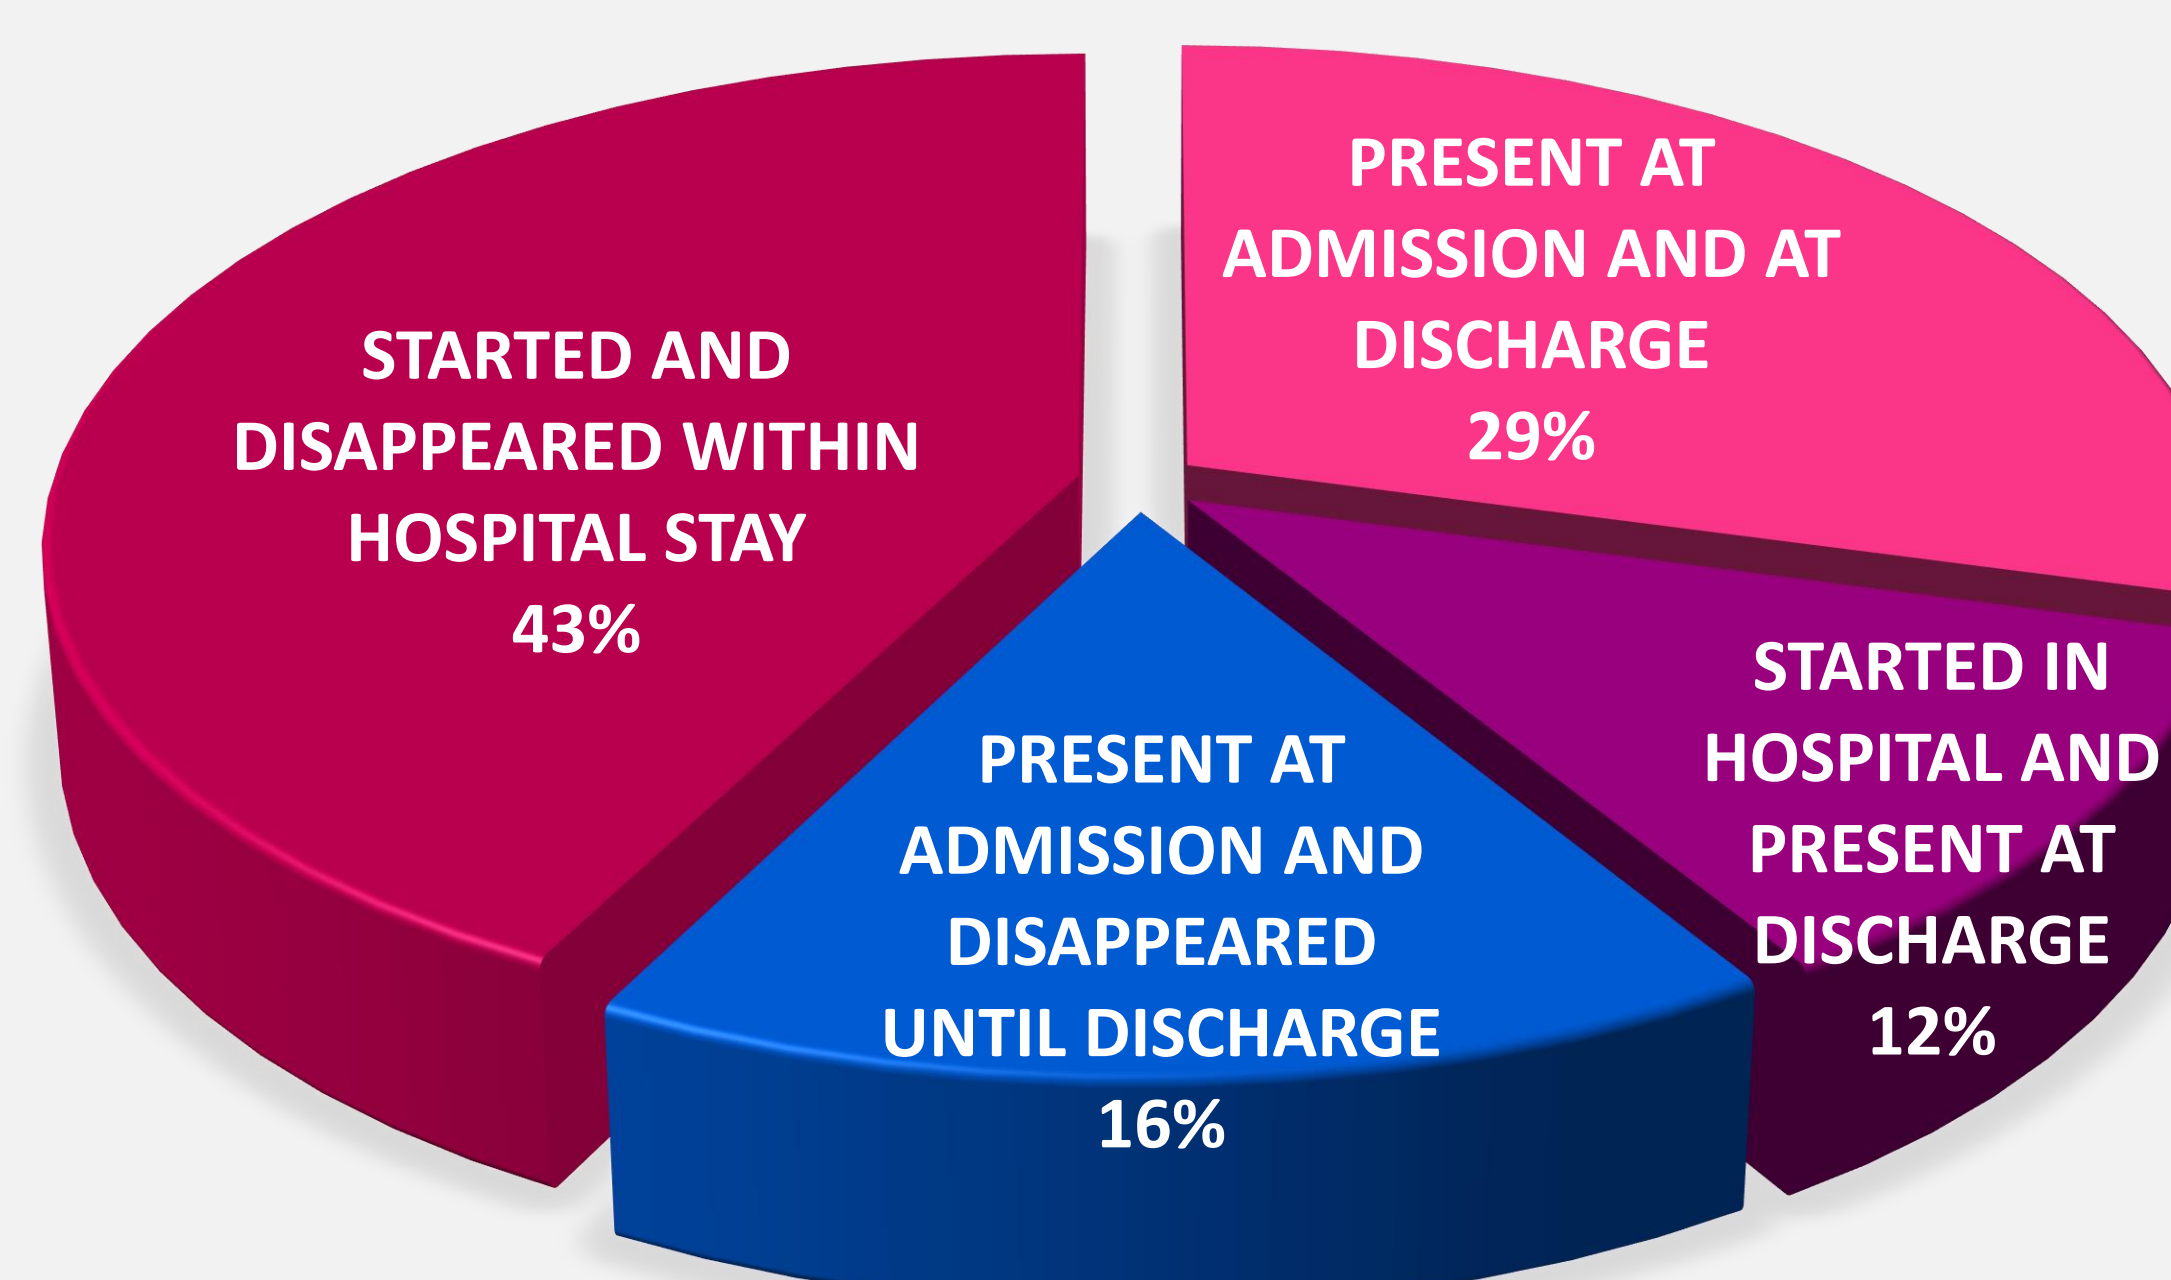 STARTED AND
DISAPPEARED WITHIN
HOSPITAL STAY
43%
PRESENT AT
ADMISSION AND AT
DISCHARGE
29%
PRESENT AT
ADMISSION AND
DISAPPEARED
UNTIL DISCHARGE
16%
STARTED IN
HOSPITAL AND
PRESENT AT
DISCHARGE
12%